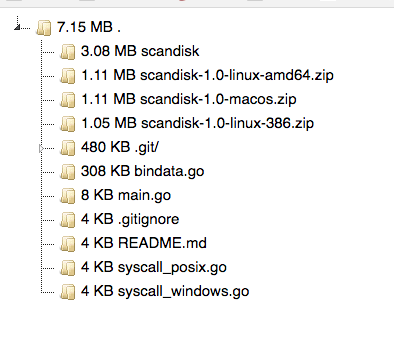 7.15 MB .
3.08 MB scandisk
1.11 MB scandisk-1.0-linux-amd64.zip
1.11 MB scandisk-1.0-macos.zip
1.05 MB scandisk-1.0-linux-386.zip
480 KB .git/
308 KB bindata.go
8 KB main.go
4 KB .gitignore
4 KB README.md
4 KB syscall_posix.go
4 KB syscall_windows.go